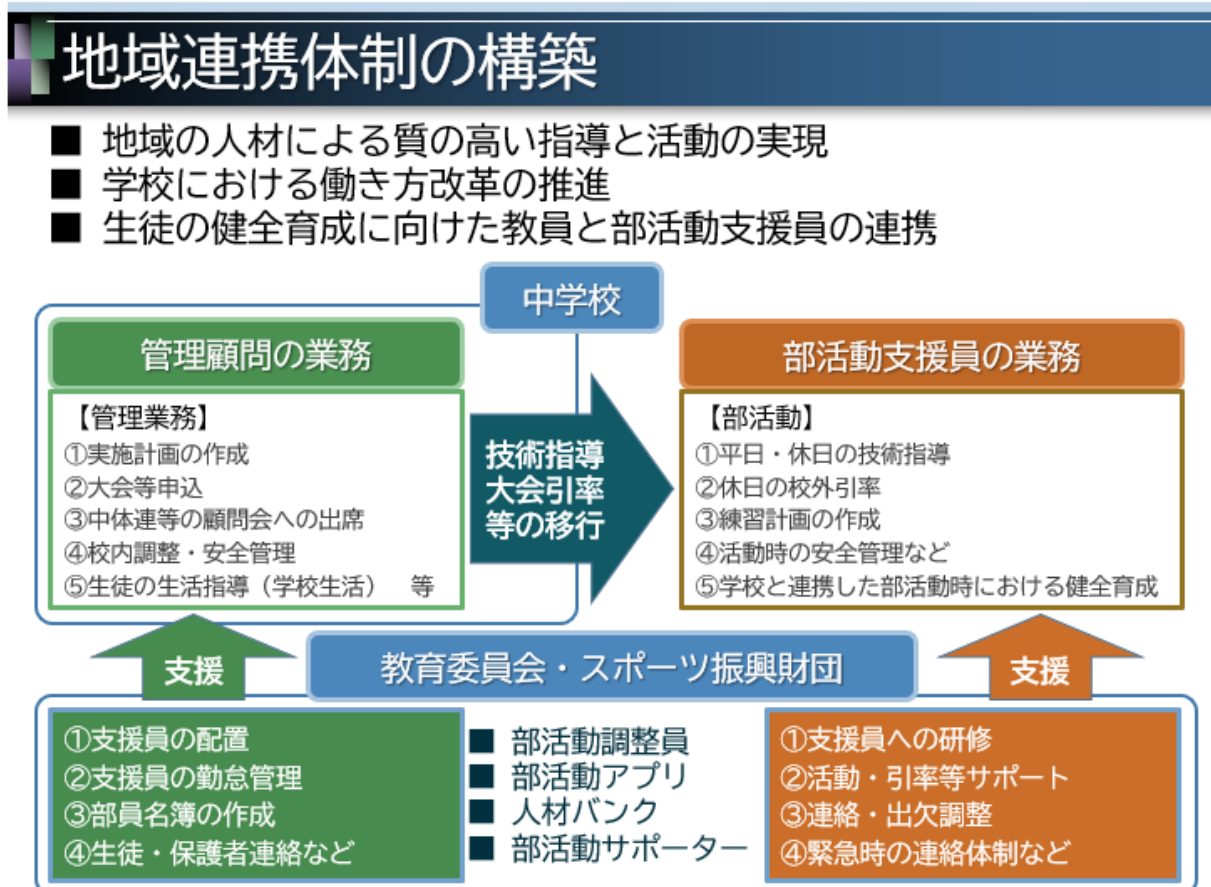 地域連携体制の構築
■ 地域の人材による質の高い指導と活動の実現
■ 学校における働き方改革の推進
■ 生徒の健全育成に向けた教員と部活動支援員の連携
中学校
管理顧問の業務
【管理業務】
①実施計画の作成
②大会等申込
③中体連等の顧問会への出席
④校内調整・安全管理
⑤生徒の生活指導（学校生活）　等
技術指導
大会引率
等の移行
部活動支援員の業務
【部活動】
①平日・休日の技術指導
②休日の校外引率
③練習計画の作成
④活動時の安全管理など
⑤学校と連携した部活動時における健全育成
支援
教育委員会・スポーツ振興財団
支援
①支援員の配置
②支援員の勤怠管理
③部員名簿の作成
④生徒・保護者連絡など
■ 部活動調整員
■ 部活動アプリ
■ 人材バンク
■ 部活動サポーター
①支援員への研修
②活動・引率等サポート
③連絡・出欠調整
④緊急時の連絡体制など